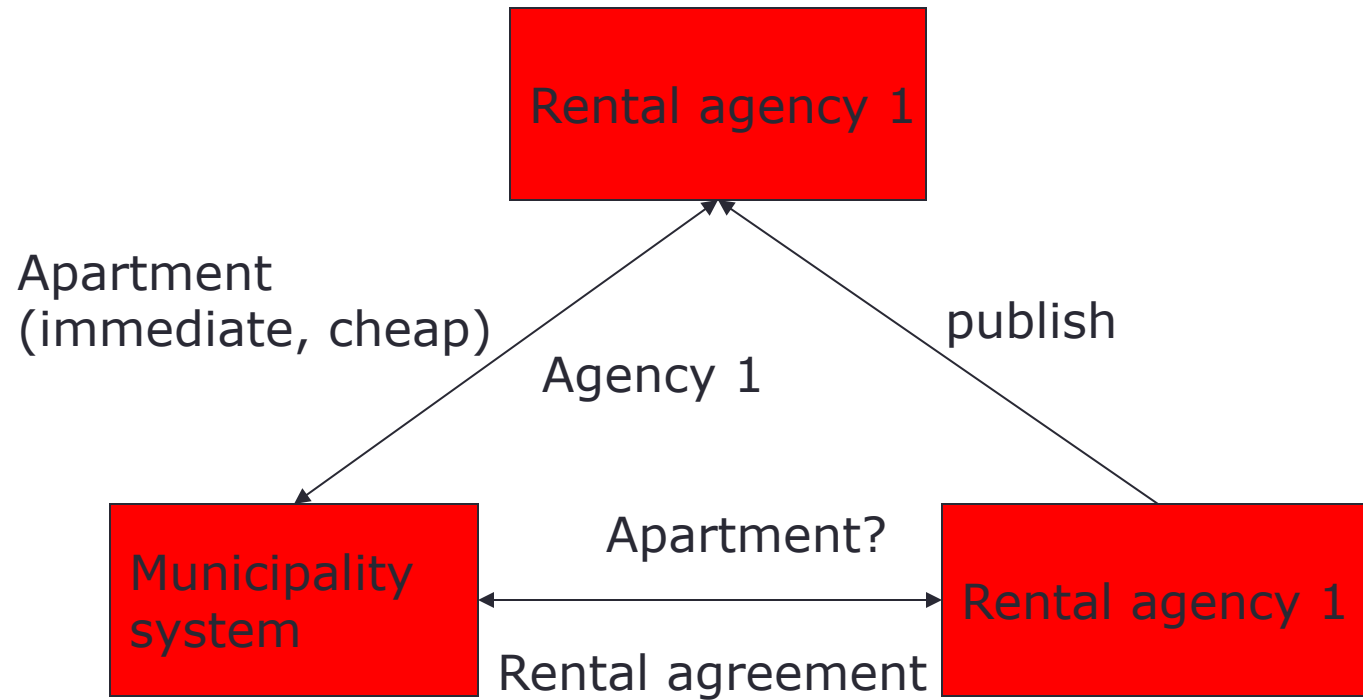 Rental agency 1
Apartment
(immediate, cheap)
publish
Agency 1
Apartment?
Municipality
system
Rental agency 1
Rental agreement